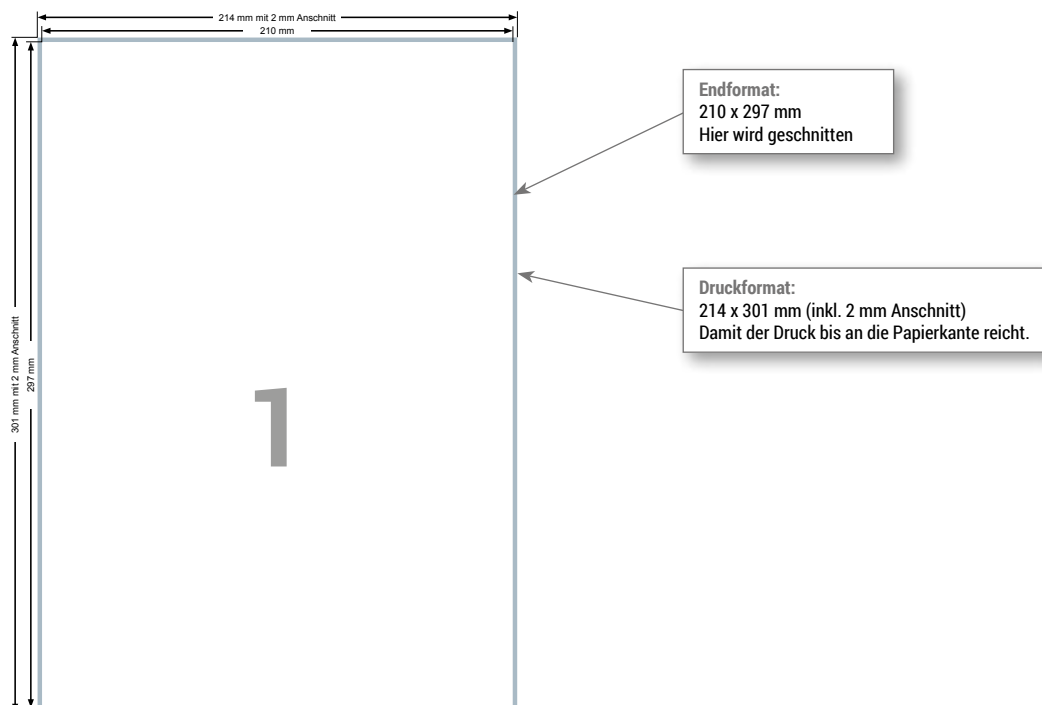 214 mm mit 2 mm Anschnitt
210 mm
Endformat:
210 x 297 mm
Hier wird geschnitten
Druckformat:
214 x 301 mm (inkl. 2 mm Anschnitt)
Damit der Druck bis an die Papierkante reicht.
301 mm mit 2 mm Anschnitt
297 mm
1